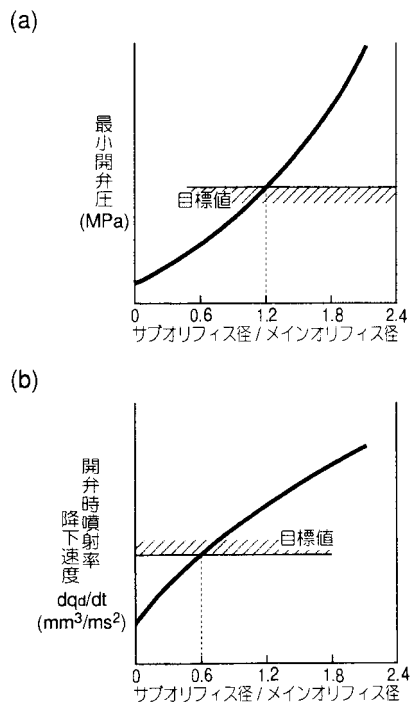 (a)
最小開弁圧
(MPa)
目標値
0 0.6 1.2 1.8 2.4
サブオリフィス径/メインオリフィス径
(b)
開弁時噴射率
降下速度
dqd/dt
(mm³/ms²)
目標値
0 0.6 1.2 1.8 2.4
サブオリフィス径/メインオリフィス径